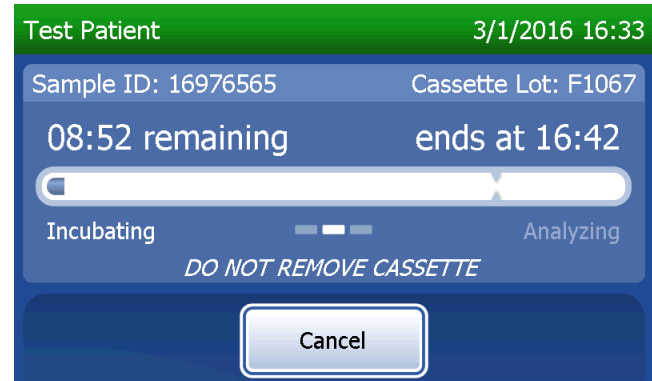 Test Patient 3/1/2016 16:33
Sample ID: 16976565 Cassette Lot: F1067
08:52 remaining ends at 16:42
Incubating Analyzing
DO NOT REMOVE CASSETTE
Cancel